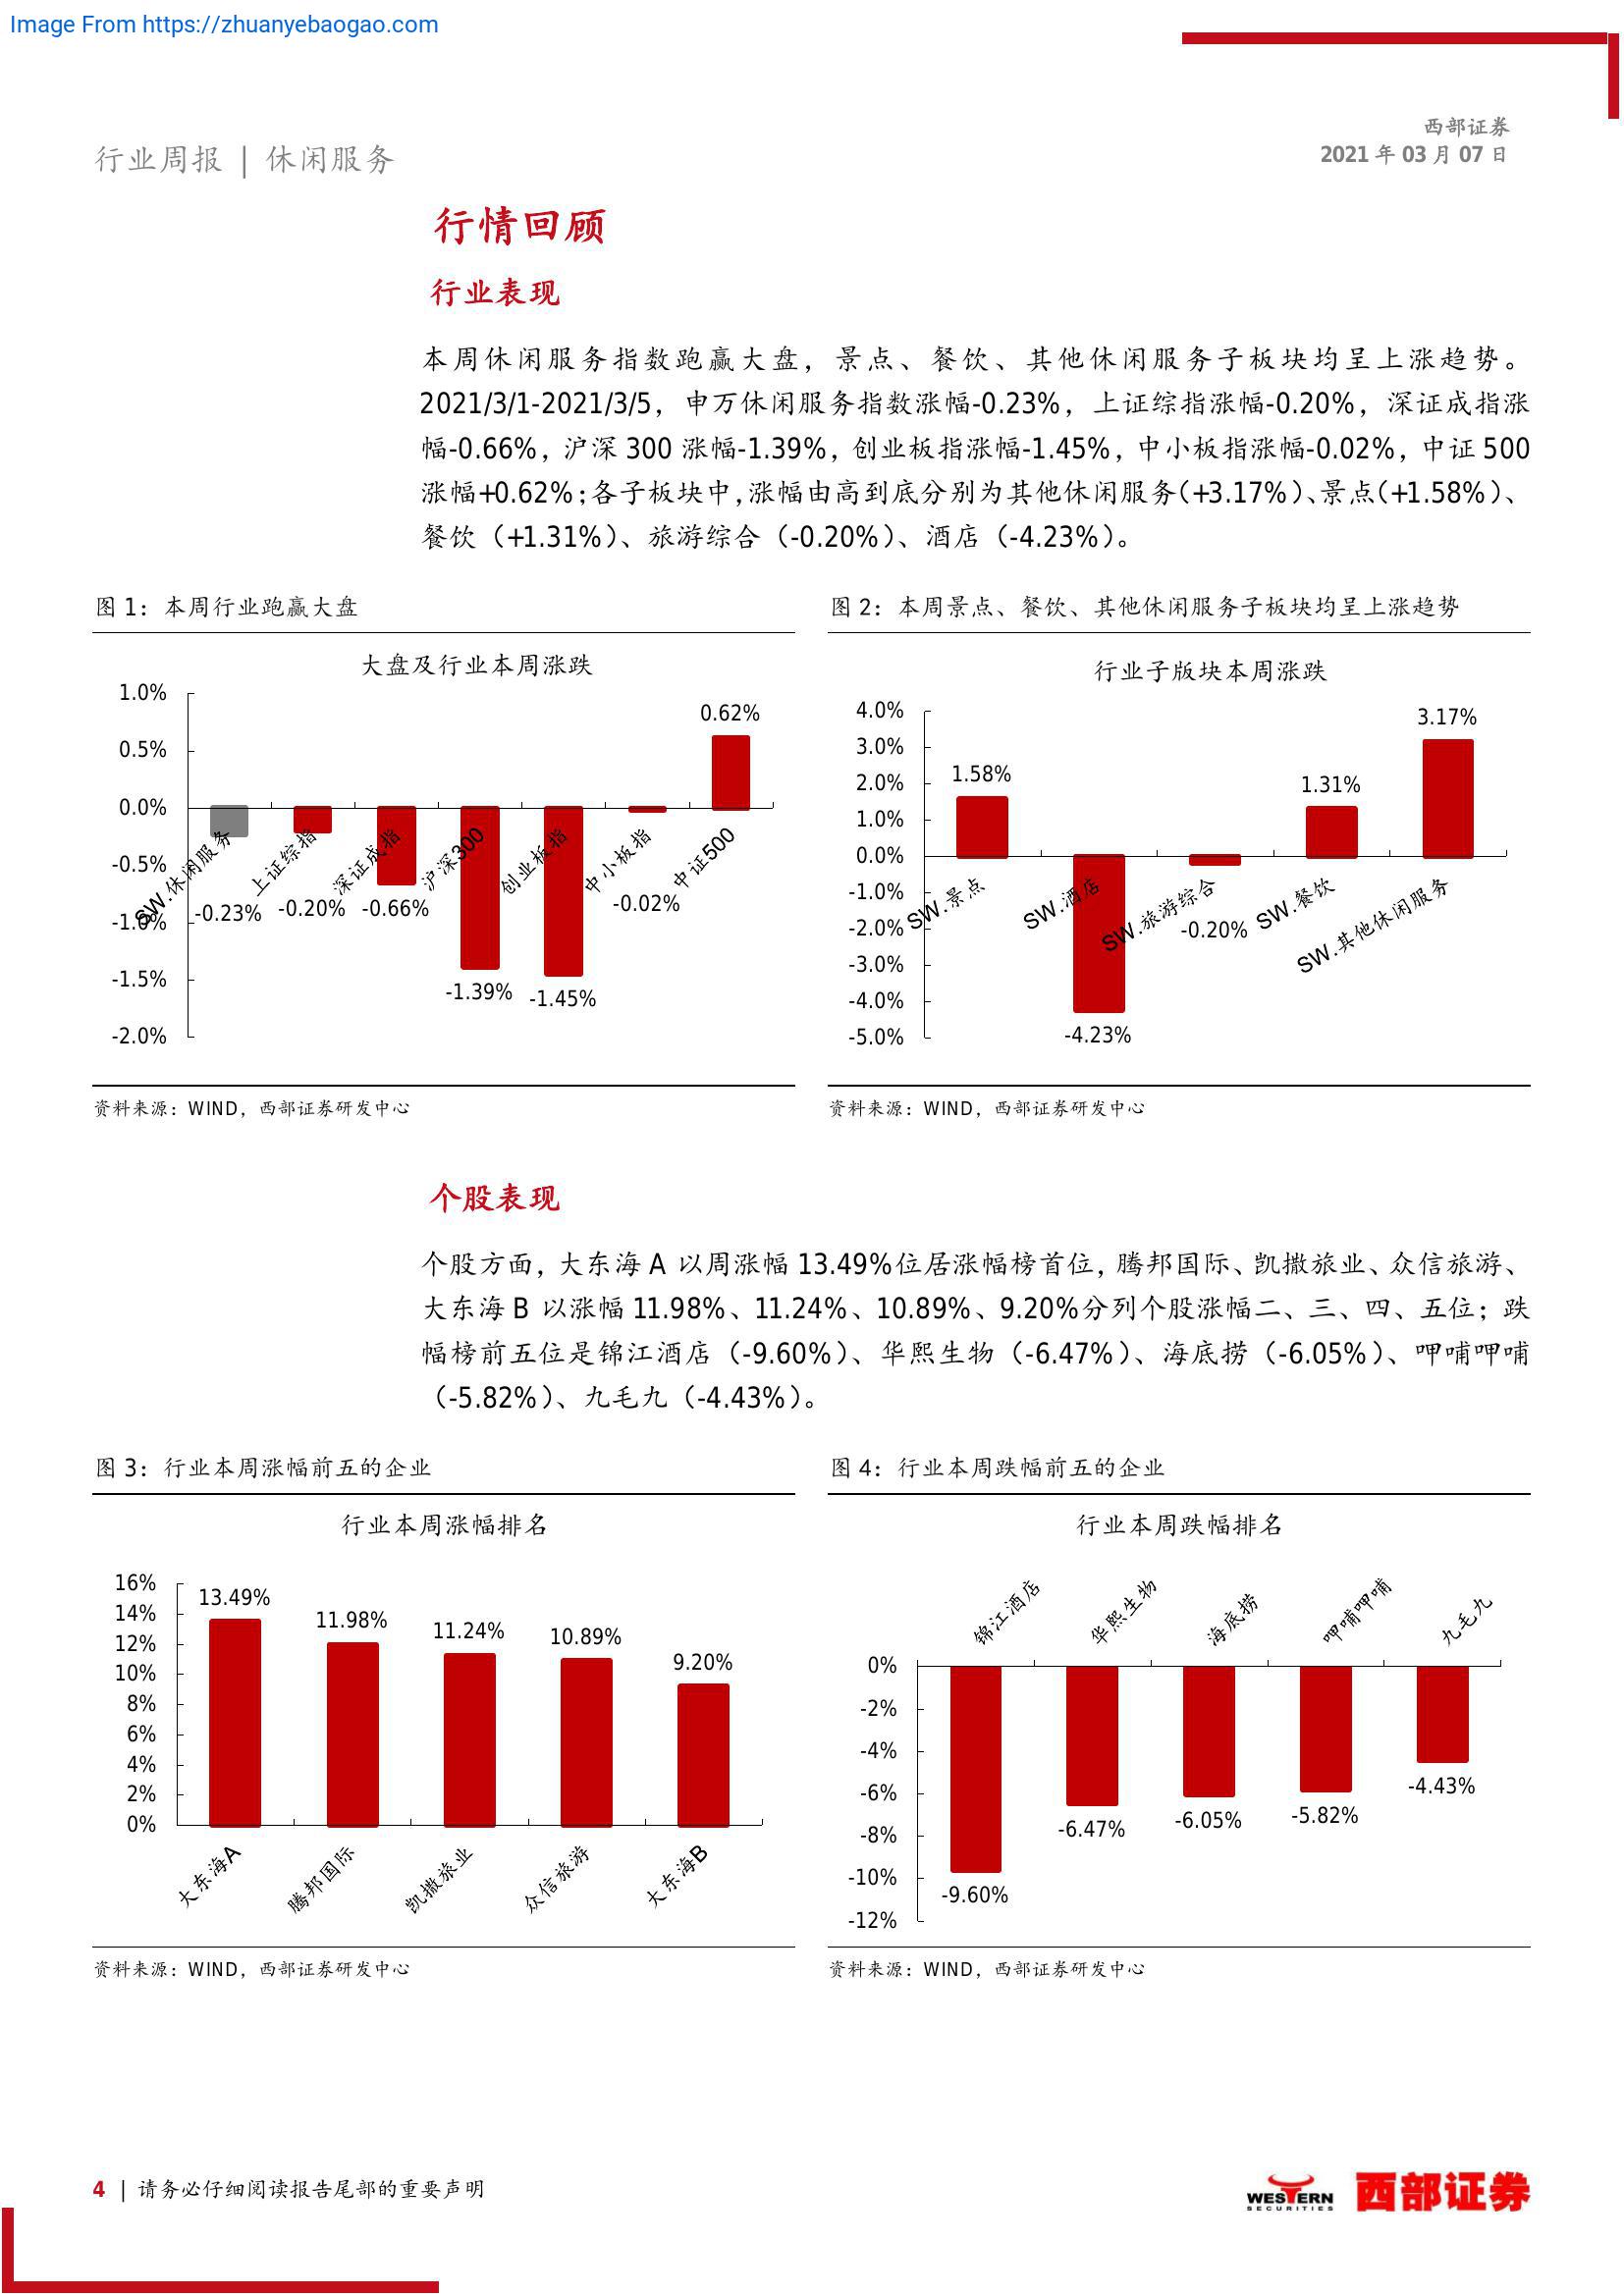 Image From https://zhuanyebaogao.com
西部证券
2021 年 03 月 07 日
行业周报 | 休闲服务
行情回顾
行业表现
本周休闲服务指数跑赢大盘，景点、餐饮、其他休闲服务子板块均呈上涨趋势。
2021/3/1-2021/3/5，申万休闲服务指数涨幅-0.23%，上证综指涨幅-0.20%，深证成指涨
幅-0.66%，沪深 300 涨幅-1.39%，创业板指涨幅-1.45%，中小板指涨幅-0.02%，中证 500
涨幅+0.62%；各子板块中，涨幅由高到底分别为其他休闲服务（+3.17%）、景点（+1.58%）、
餐饮（+1.31%）、旅游综合（-0.20%）、酒店（-4.23%）。
图 1：本周行业跑赢大盘
大盘及行业本周涨跌
1.0%
0.5%
0.0%
-0.5%
-1.0%
-1.5%
-2.0%
-0.23%
-0.20%
-0.66%
-1.39%
-1.45%
-0.02%
0.62%
SW.休闲服务
上证综指
深证成指
沪深300
创业板指
中小板指
中证500
资料来源：WIND，西部证券研发中心
图 2：本周景点、餐饮、其他休闲服务子板块均呈上涨趋势
行业子版块本周涨跌
4.0%
3.0%
2.0%
1.0%
0.0%
-1.0%
-2.0%
-3.0%
-4.0%
-5.0%
1.58%
-4.23%
-0.20%
1.31%
3.17%
SW.景点
SW.酒店
SW.旅游综合
SW.餐饮
SW.其他休闲服务
资料来源：WIND，西部证券研发中心
个股表现
个股方面，大东海 A 以周涨幅 13.49%位居涨幅榜首位，腾邦国际、凯撒旅业、众信旅游、
大东海 B 以涨幅 11.98%、11.24%、10.89%、9.20%分列个股涨幅二、三、四、五位；跌
幅榜前五位是锦江酒店（-9.60%）、华熙生物（-6.47%）、海底捞（-6.05%）、呷哺呷哺
（-5.82%）、九毛九（-4.43%）。
图 3：行业本周涨幅前五的企业
行业本周涨幅排名
16%
14%
12%
10%
8%
6%
4%
2%
0%
13.49%
11.98%
11.24%
10.89%
9.20%
大东海A
腾邦国际
凯撒旅业
众信旅游
大东海B
资料来源：WIND，西部证券研发中心
图 4：行业本周跌幅前五的企业
行业本周跌幅排名
锦江酒店
华熙生物
海底捞
呷哺呷哺
九毛九
0%
-2%
-4%
-6%
-8%
-10%
-12%
-9.60%
-6.47%
-6.05%
-5.82%
-4.43%
资料来源：WIND，西部证券研发中心
4 | 请务必仔细阅读报告尾部的重要声明
WESTERN
SECURITIES
西部证券